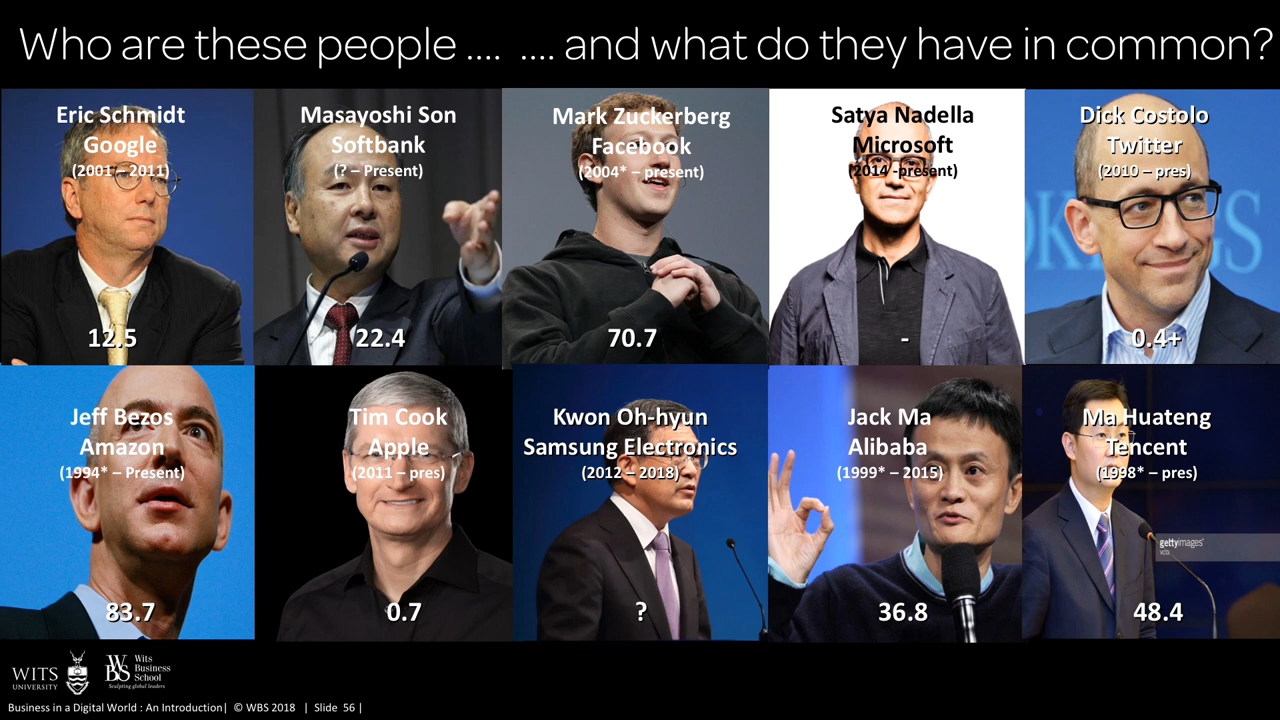 Who are these people .... .... and what do they have in common?
Eric Schmidt
Google
(2001 – 2011)
12.5
Masayoshi Son
Softbank
(? – Present)
22.4
Mark Zuckerberg
Facebook
(2004* – present)
70.7
Satya Nadella
Microsoft
(2014 -present)
-
Dick Costolo
Twitter
(2010 – pres)
0.4+
Jeff Bezos
Amazon
(1994* – Present)
83.7
Tim Cook
Apple
(2011 – pres)
0.7
Kwon Oh-hyun
Samsung Electronics
(2012 – 2018)
?
Jack Ma
Alibaba
(1999* – 2015)
36.8
Ma Huateng
Tencent
(1998* – pres)
48.4
gettyimages
VCG
OKINGS
WITS
UNIVERSITY
WBS
Wits
Business
School
Sculpting global leaders
Business in a Digital World : An Introduction| © WBS 2018 | Slide 56 |